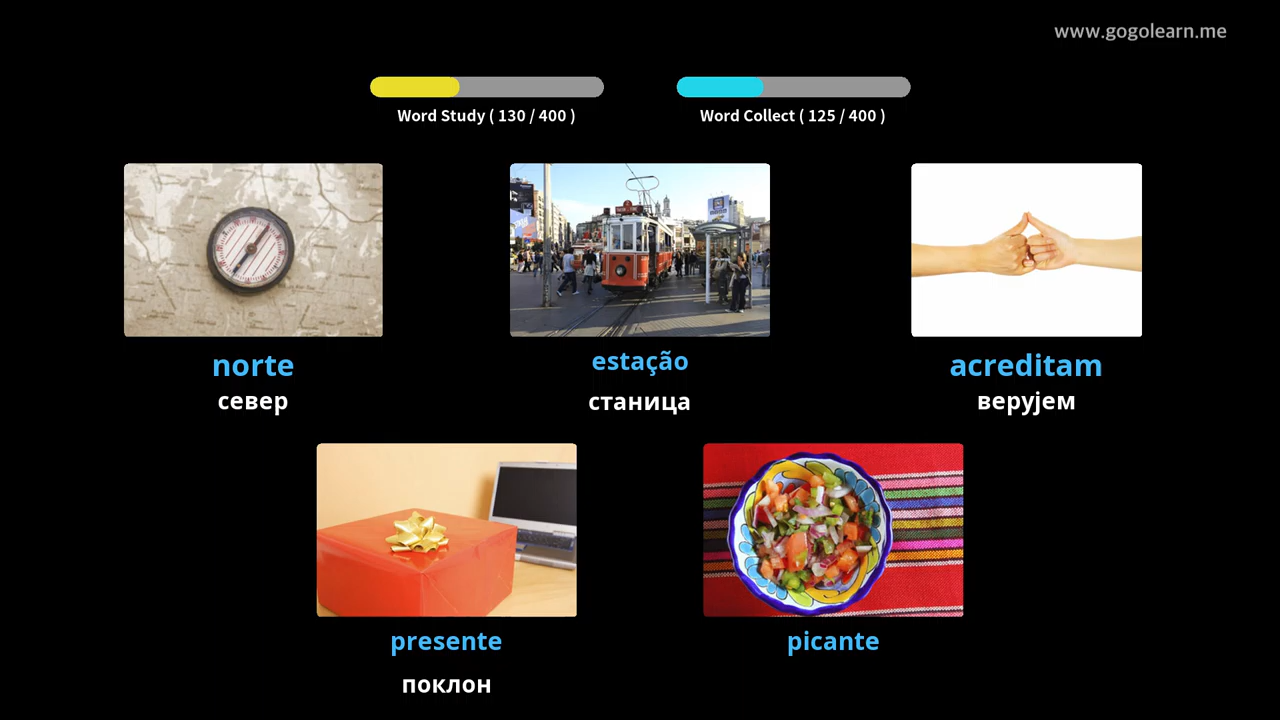 www.gogolearn.me
Word Study ( 130 / 400 )
Word Collect ( 125 / 400 )
norte
estação
acreditam
север
станица
верујем
presente
picante
поклон